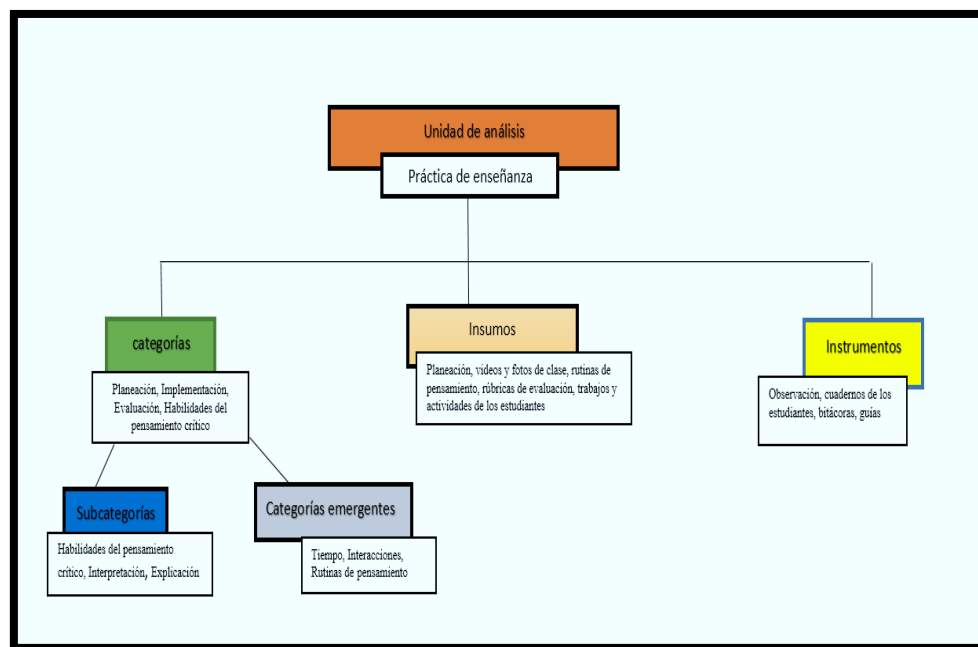 Unidad de análisis
Práctica de enseñanza
categorías
Planeación, Implementación,
Evaluación, Habilidades del
pensamiento crítico
Insumos
Planeación, videos y fotos de clase, rutinas
de pensamiento, rúbricas de evaluación, trabajos y
actividades de los estudiantes
Instrumentos
Observación, cuadernos de los
estudiantes, bitácoras, guías
Subcategorías
Habilidades del pensamiento
crítico, Interpretación, Explicación
Categorías emergentes
Tiempo, Interacciones,
Rutinas de pensamiento